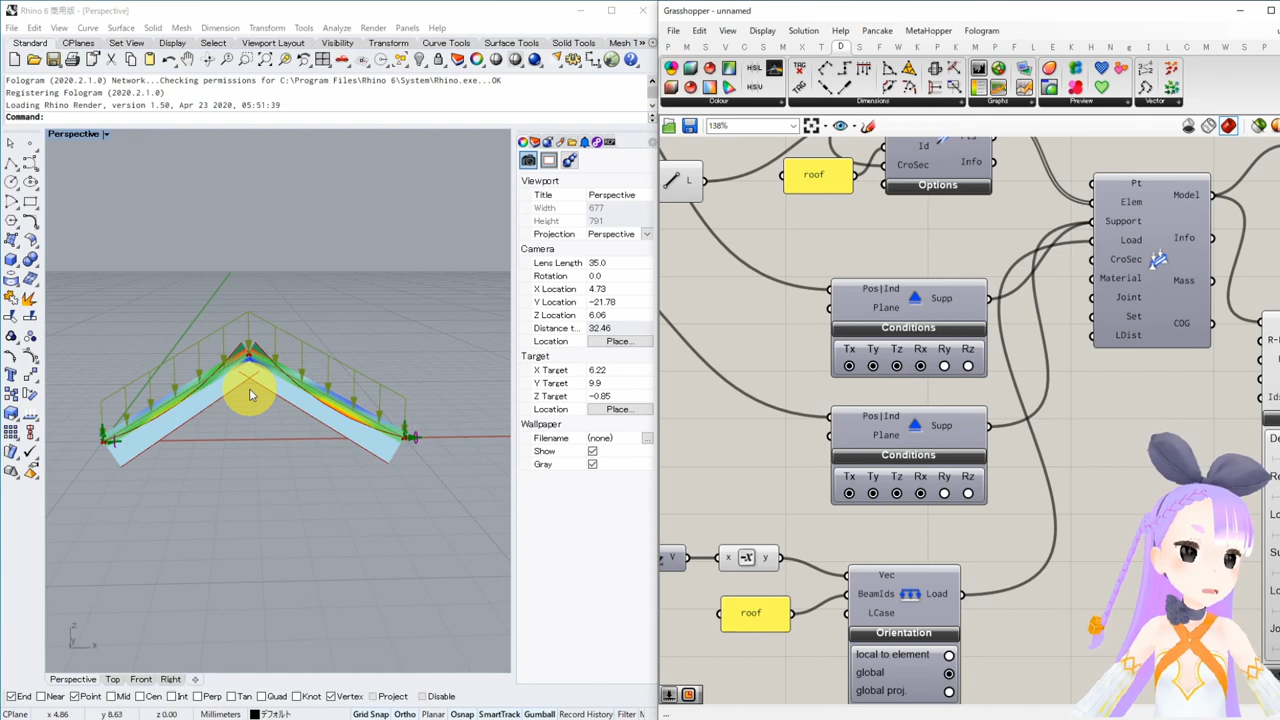 Rhino 6 商用版 - [Perspective]
File Edit View Curve Surface Solid Mesh Dimension Transform Tools Analyze Render Panels Help
Standard CPlanes Set View Display Select Viewport Layout Visibility Transform Curve Tools Surface Tools Solid Tools Mesh T
Fologram (2020.2.1.0) Network...Checking permissions for C:\Program Files\Rhino 6\System\Rhino.exe...OK
Registering Fologram (2020.2.1.0)
Loading Rhino Render, version 1.50, Apr 23 2020, 05:51:39
Command:
Perspective
Viewport
Title Perspective
Width 677
Height 791
Projection Perspective
Camera
Lens Length 35.0
Rotation 0.0
X Location 4.73
Y Location -21.78
Z Location 6.06
Distance t... 32.46
Location Place...
Target
X Target 6.22
Y Target 9.9
Z Target -0.85
Location Place...
Wallpaper
Filename (none) ...
Show
Gray
z
y
x
Perspective Top Front Right
End Near Point Mid Cen Int Perp Tan Quad Knot Vertex Project Disable
CPlane x 4.86 y 8.63 z 0.00 Millimeters デフォルト Grid Snap Ortho Planar Osnap SmartTrack Gumball Record History Filter
Grasshopper - unnamed
File Edit View Display Solution Help Pancake MetaHopper Fologram
HSL
HSV
Colour Dimensions Graphs Preview Vector
138%
Id
CroSec
Info
Options
L
roof
Pt
Elem
Support
Load
CroSec
Material
Joint
Set
LDist
Model
Info
Mass
COG
Pos|Ind
Plane
Supp
Conditions
Tx Ty Tz Rx Ry Rz
Pos|Ind
Plane
Supp
Conditions
Tx Ty Tz Rx Ry Rz
V
x -x y
roof
Vec
BeamIds
LCase
Load
Orientation
local to element
global
global proj.